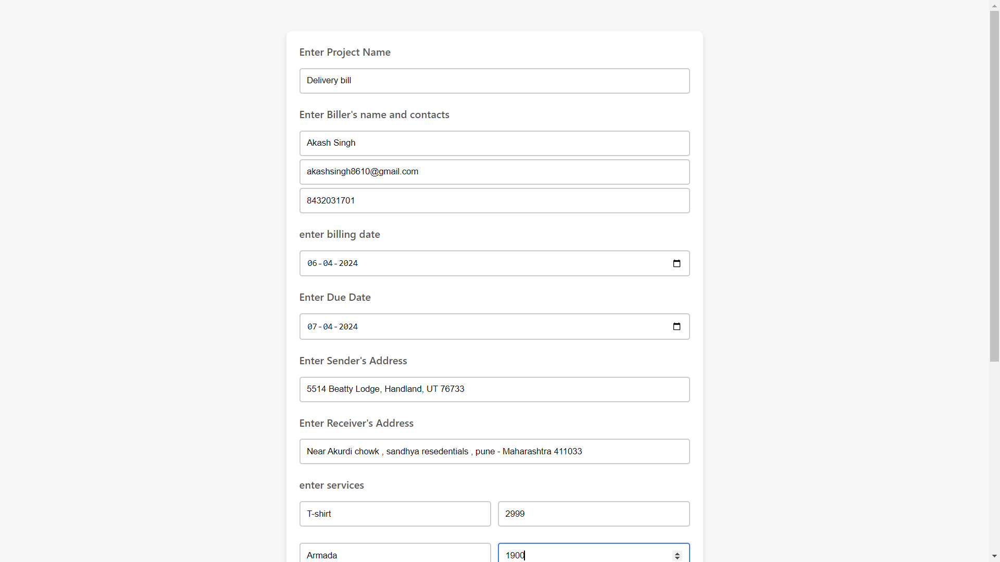 Enter Project Name
Delivery bill
Enter Biller's name and contacts
Akash Singh
akashsingh8610@gmail.com
8432031701
enter billing date
06-04-2024
Enter Due Date
07-04-2024
Enter Sender's Address
5514 Beatty Lodge, Handland, UT 76733
Enter Receiver's Address
Near Akurdi chowk , sandhya resedentials , pune - Maharashtra 411033
enter services
T-shirt 2999
Armada 1900